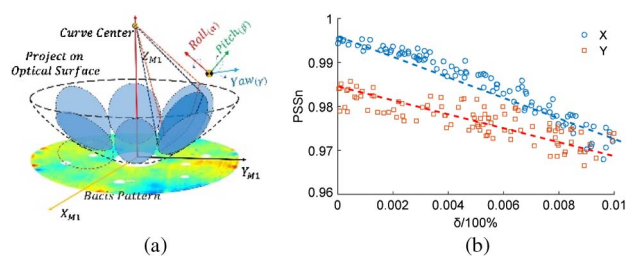 Curve Center
Project on
Optical Surface
Z_M1
Roll(α)
Pitch(β)
Yaw(γ)
Y_M1
X_M1
Bacis Pattern
(a)
X
Y
1
0.99
0.98
0.97
0.96
PSSn
0 0.002 0.004 0.006 0.008 0.01
δ/100%
(b)